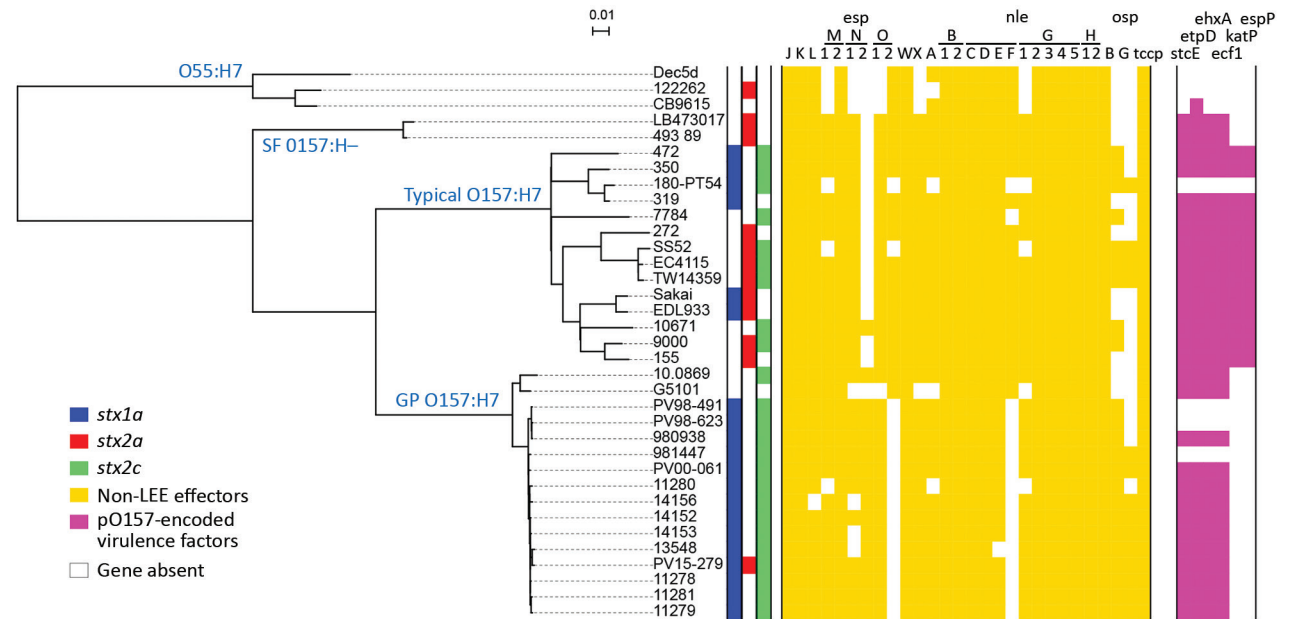 0.01
esp nle osp ehxA espP
M N O B G H etpD katP
J K L 1 2 1 2 1 2 W X A 1 2 C D E F 1 2 3 4 5 1 2 B G tccp stcE ecf1
O55:H7
SF 0157:H–
Typical O157:H7
GP O157:H7
Dec5d
122262
CB9615
LB473017
493 89
472
350
180-PT54
319
7784
272
SS52
EC4115
TW14359
Sakai
EDL933
10671
9000
155
10.0869
G5101
PV98-491
PV98-623
980938
981447
PV00-061
11280
14156
14152
14153
13548
PV15-279
11278
11281
11279
stx1a
stx2a
stx2c
Non-LEE effectors
pO157-encoded
virulence factors
Gene absent